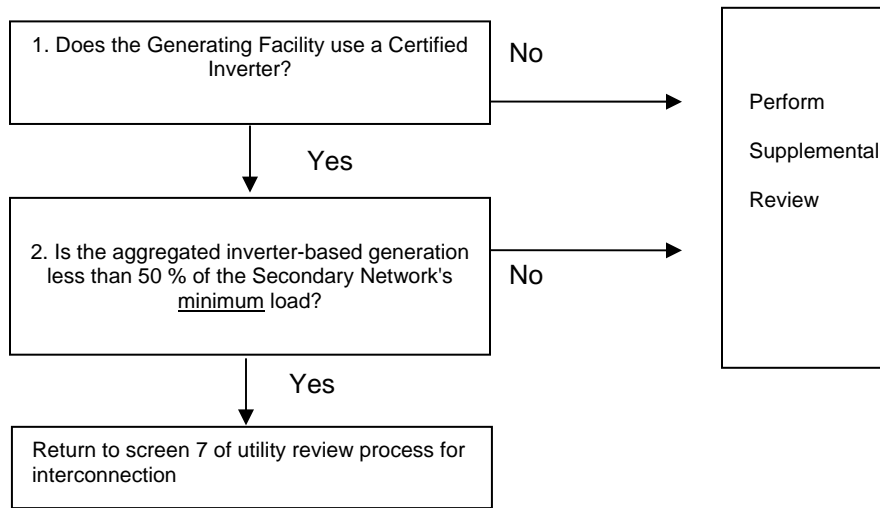 1. Does the Generating Facility use a Certified
Inverter?
No
Perform
Supplemental
Review
Yes
2. Is the aggregated inverter-based generation
less than 50 % of the Secondary Network's
minimum load?
No
Yes
Return to screen 7 of utility review process for
interconnection